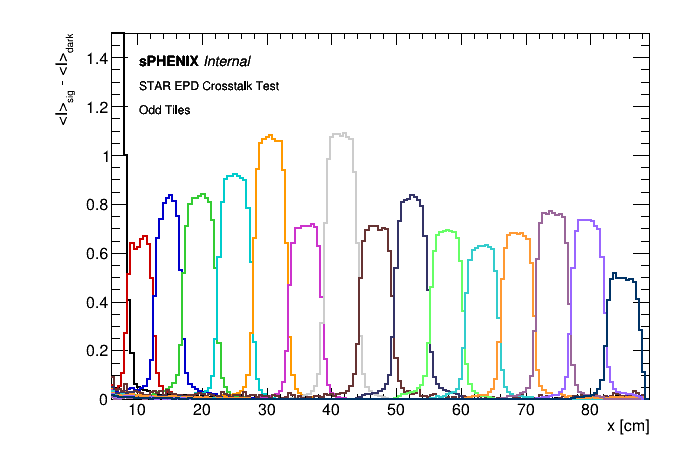 <I>sig - <I>dark
sPHENIX Internal
STAR EPD Crosstalk Test
Odd Tiles
1.4
1.2
1
0.8
0.6
0.4
0.2
0
10 20 30 40 50 60 70 80
x [cm]